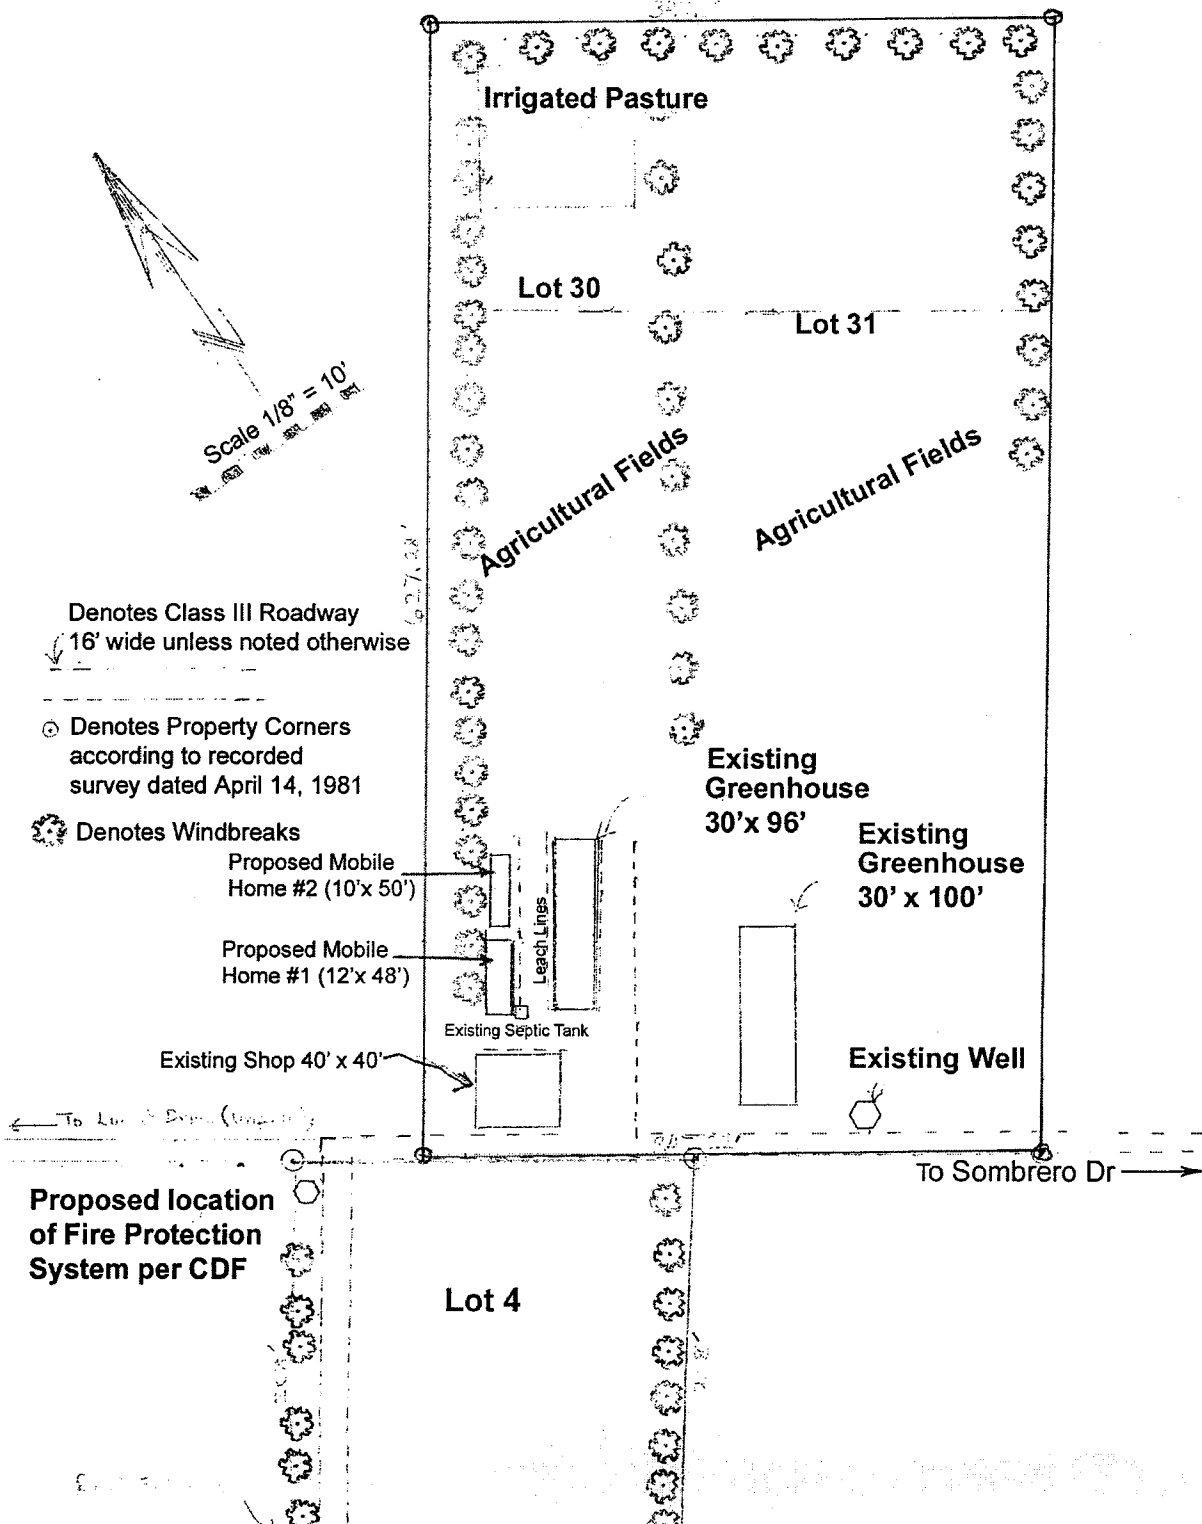 Irrigated Pasture
Lot 30
Lot 31
Scale 1/8" = 10'
Agricultural Fields
Agricultural Fields
627.28'
Denotes Class III Roadway
16' wide unless noted otherwise
Denotes Property Corners
according to recorded
survey dated April 14, 1981
Denotes Windbreaks
Existing
Greenhouse
30'x 96'
Existing
Greenhouse
30' x 100'
Proposed Mobile
Home #2 (10'x 50')
Leach Lines
Proposed Mobile
Home #1 (12'x 48')
Existing Septic Tank
Existing Shop 40' x 40'
Existing Well
To
To Sombrero Dr
Proposed location
of Fire Protection
System per CDF
Lot 4